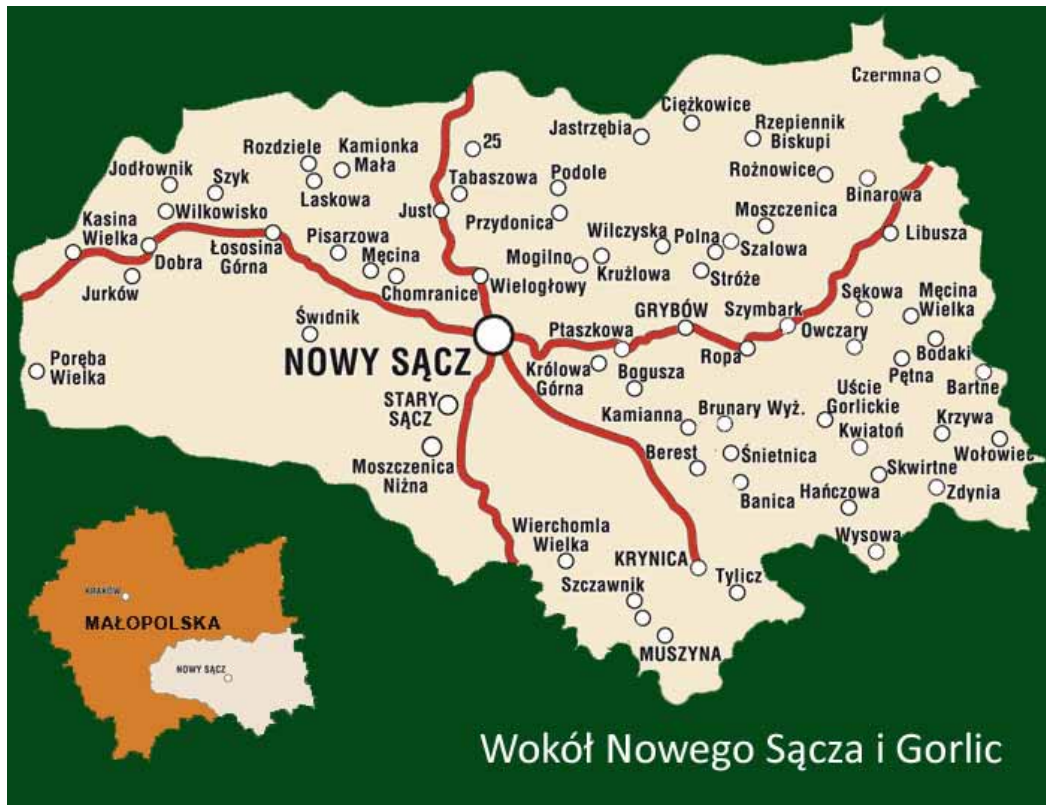 Czermna
Ciężkowice
Jastrzębia
Rzepiennik
Biskupi
25
Rozdziele
Kamionka
Mała
Jodłownik
Szyk
Laskowa
Tabaszowa
Podole
Rożnowice
Binarowa
Kasina
Wielka
Wilkowisko
Just
Przydonica
Moszczenica
Łososina
Górna
Pisarzowa
Męcina
Wilczyska
Polna
Szalowa
Libusza
Dobra
Mogilno
Krużlowa
Stróże
Jurków
Chomranice
Wielogłowy
Sękowa
Męcina
Wielka
Świdnik
Ptaszkowa
GRYBÓW
Szymbark
Owczary
NOWY SĄCZ
Poręba
Wielka
Królowa
Górna
Bogusza
Ropa
Bodaki
Pętna
Bartne
STARY
SĄCZ
Kamianna
Brunary Wyż.
Uście
Gorlickie
Krzywa
Kwiatoń
Wołowiec
Moszczenica
Niżna
Berest
Śnietnica
Skwirtne
Banica
Hańczowa
Zdynia
Wierchomla
Wielka
Wysowa
KRYNICA
Tylicz
Szczawnik
MUSZYNA
KRAKÓW
MAŁOPOLSKA
NOWY SĄCZ
Wokół Nowego Sącza i Gorlic